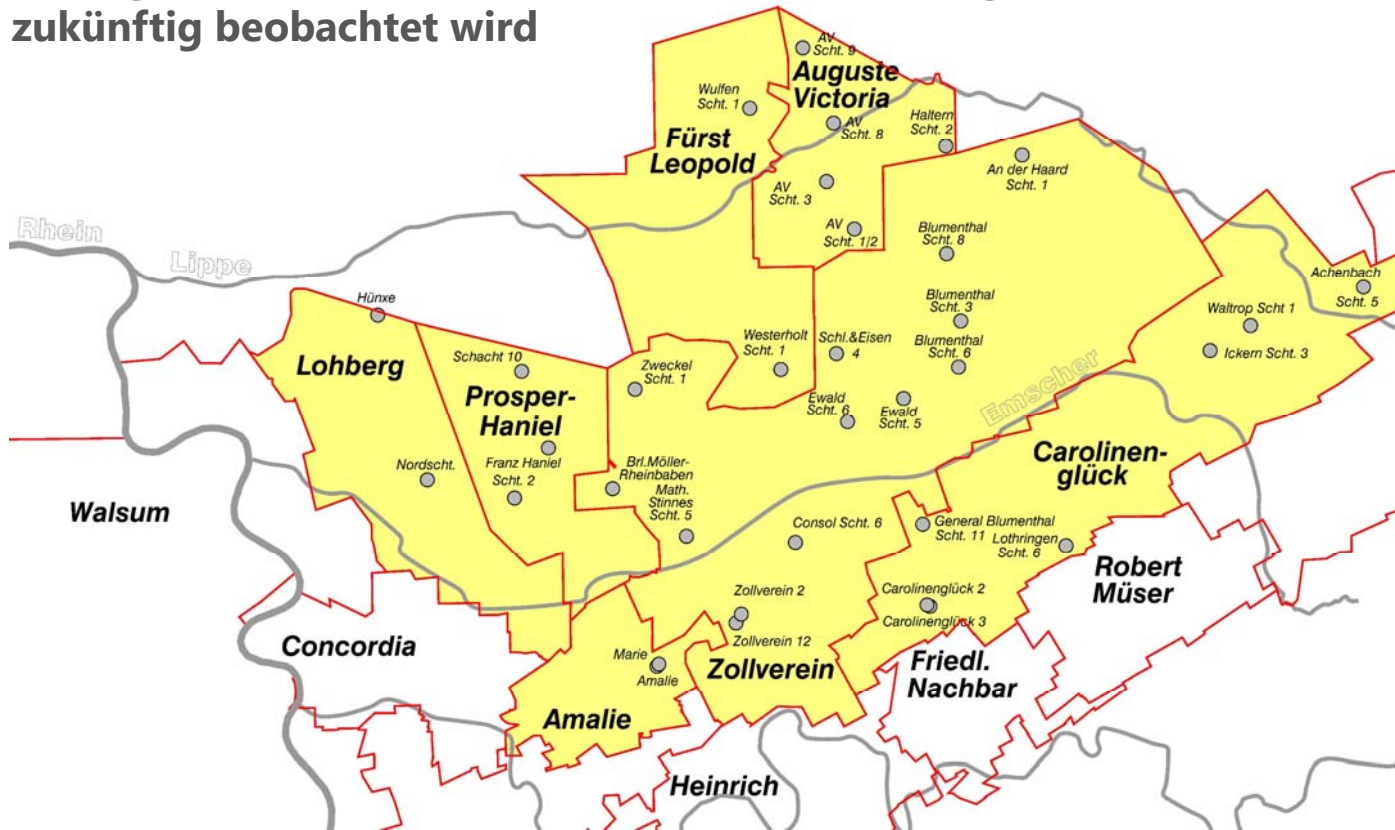 zukünftig beobachtet wird
AV
Scht. 9
Auguste
Victoria
Wulfen
Scht. 1
AV
Scht. 8
Haltern
Scht. 2
Fürst
Leopold
An der Haard
Scht. 1
AV
Scht. 3
AV
Scht. 1/2
Rhein
Lippe
Blumenthal
Scht. 8
Achenbach
Scht. 5
Hünxe
Blumenthal
Scht. 3
Waltrop Scht 1
Ickern Scht. 3
Westerholt
Scht. 1
Schl.&Eisen
4
Blumenthal
Scht. 6
Lohberg
Schacht 10
Zweckel
Scht. 1
Prosper-
Haniel
Ewald
Scht. 6
Ewald
Scht. 5
Emscher
Carolinen-
glück
Nordscht.
Franz Haniel
Scht. 2
Brl.Möller-
Rheinbaben
Math.
Stinnes
Scht. 5
Walsum
Consol Scht. 6
General Blumenthal
Scht. 11
Lothringen
Scht. 6
Robert
Müser
Zollverein 2
Zollverein 12
Carolinenglück 2
Carolinenglück 3
Concordia
Marie
Amalie
Zollverein
Friedl.
Nachbar
Amalie
Heinrich